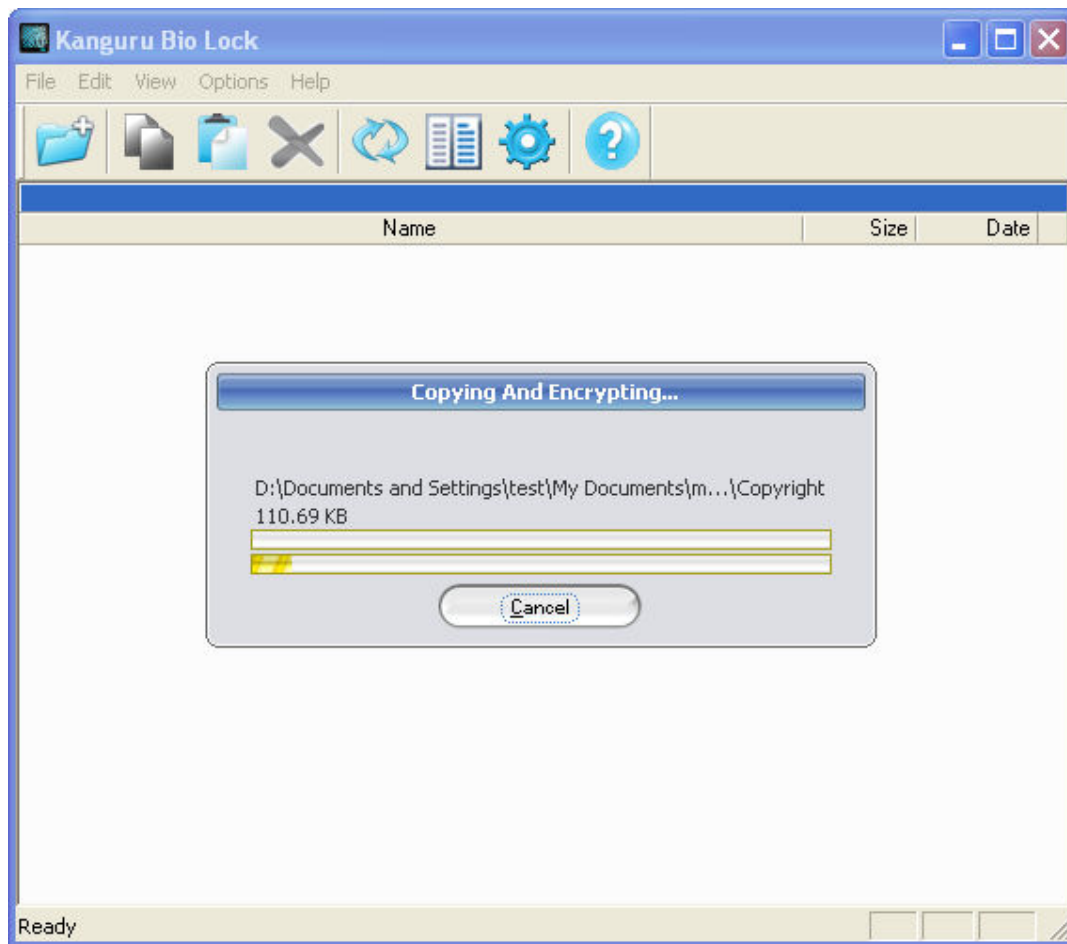 Kanguru Bio Lock
File Edit View Options Help
Name Size Date
Copying And Encrypting...
D:\Documents and Settings\test\My Documents\m...\Copyright
110.69 KB
Cancel
Ready